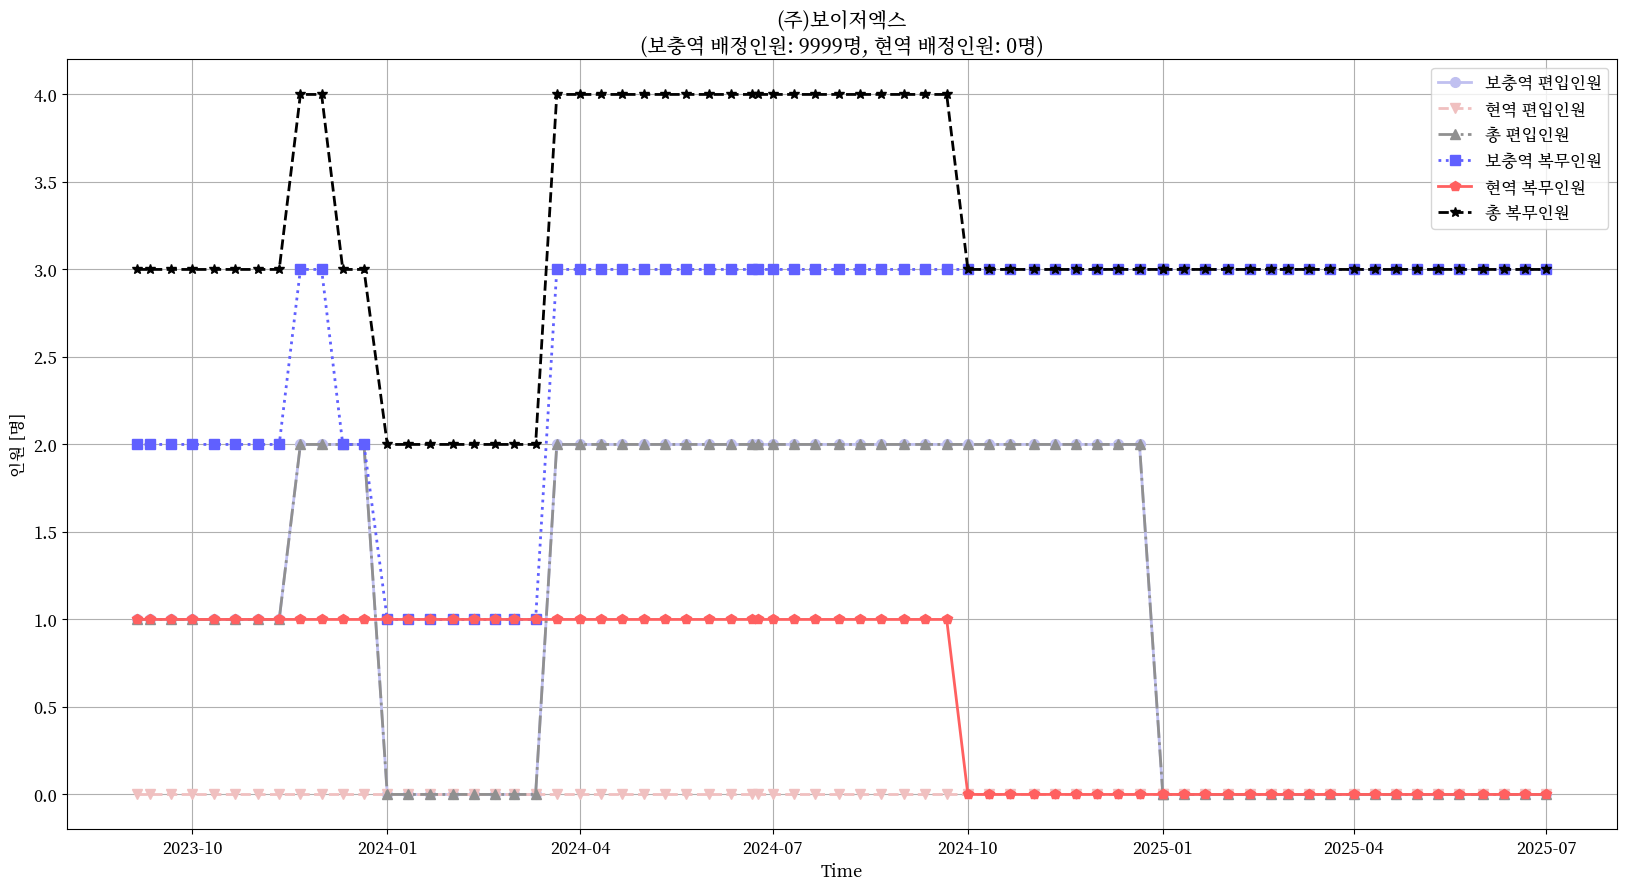 (주)보이저엑스
(보충역 배정인원: 9999명, 현역 배정인원: 0명)
보충역 편입인원
현역 편입인원
총 편입인원
보충역 복무인원
현역 복무인원
총 복무인원
인원 [명]
4.0
3.5
3.0
2.5
2.0
1.5
1.0
0.5
0.0
2023-10 2024-01 2024-04 2024-07 2024-10 2025-01 2025-04 2025-07
Time